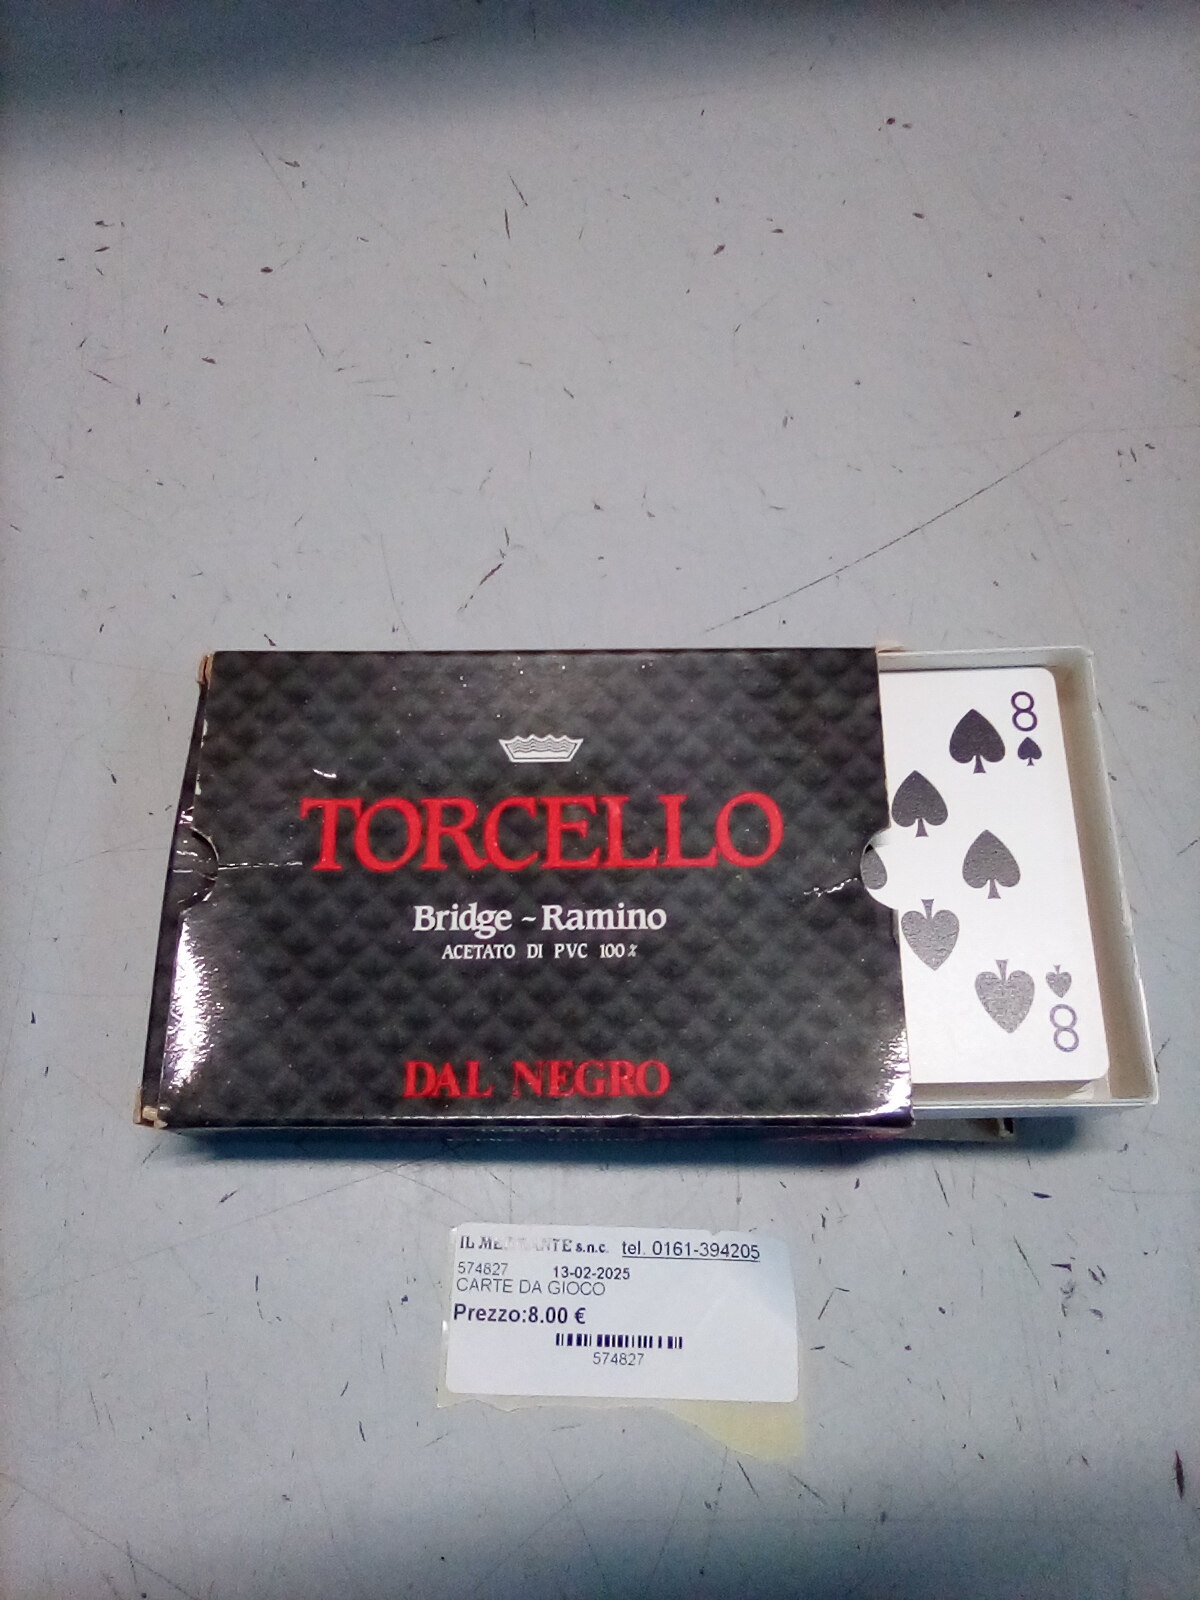 8
TORCELLO
Bridge ~ Ramino
ACETATO DI PVC 100%
DAL NEGRO
8
IL s.n.c. tel. 0161-394205
574827 13-02-2025
CARTE DA GIOCO
Prezzo:8.00 €
574827